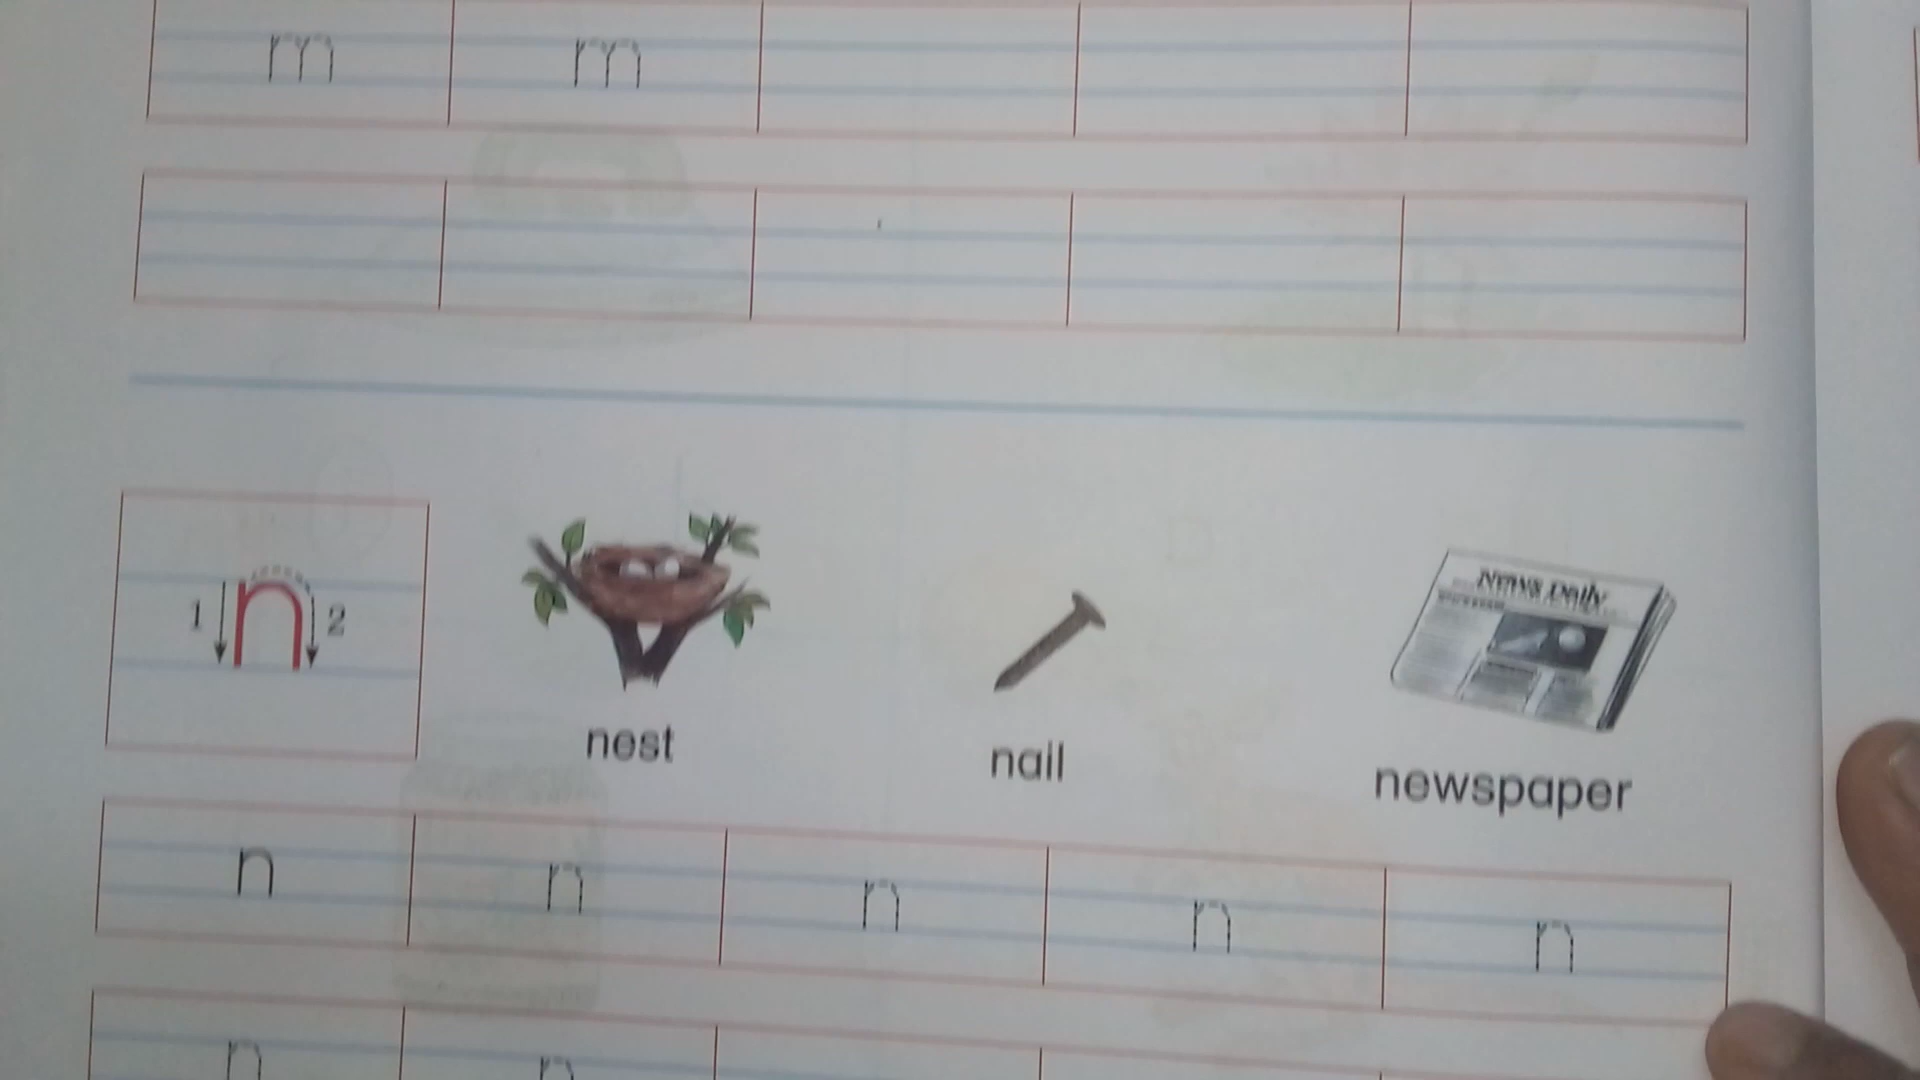 m m
1 n 2
News Daily
nest nail newspaper
n n n n n
n n